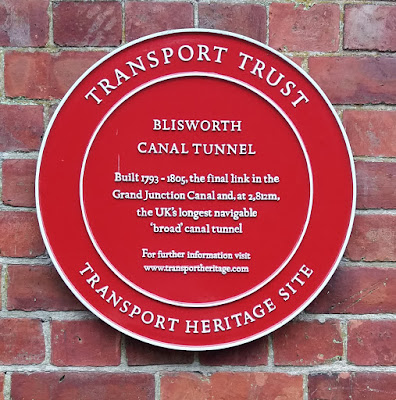 TRANSPORT TRUST
BLISWORTH
CANAL TUNNEL
Built 1793 - 1805, the final link in the
Grand Junction Canal and, at 2,812m,
the UK's longest navigable
'broad' canal tunnel
For further information visit
www.transportheritage.com
TRANSPORT HERITAGE SITE